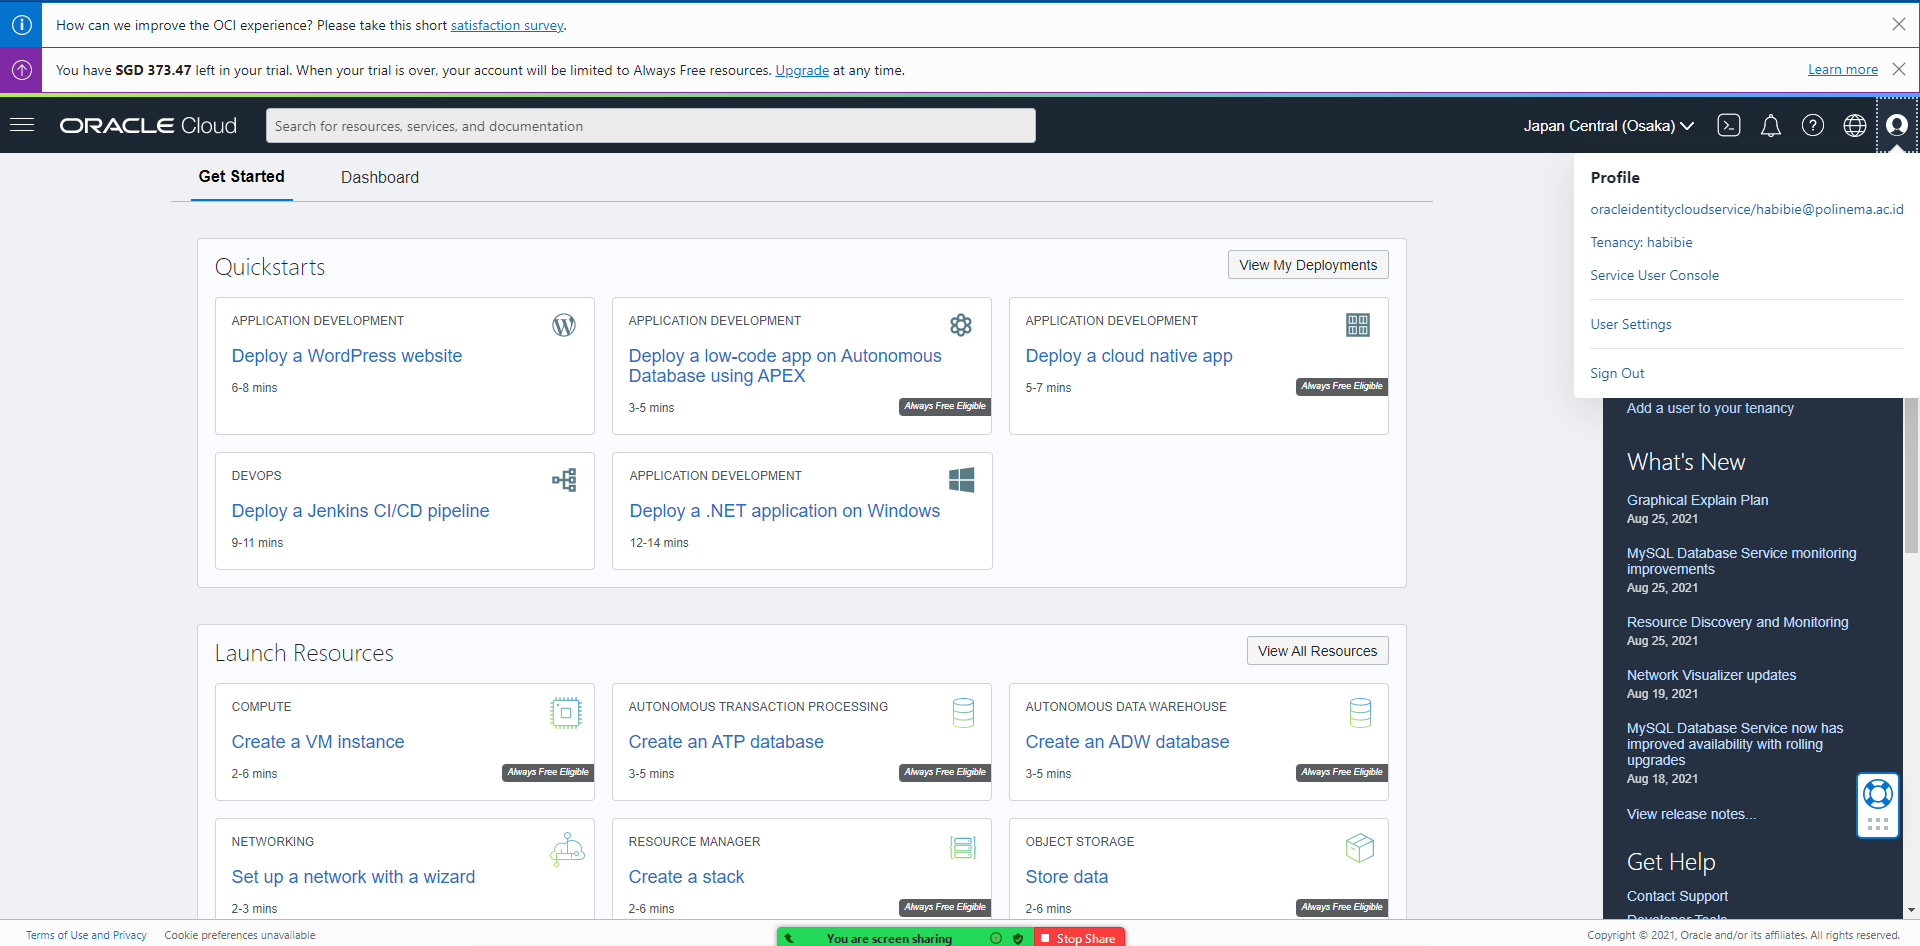 How can we improve the OCI experience? Please take this short satisfaction survey.
You have SGD 373.47 left in your trial. When your trial is over, your account will be limited to Always Free resources. Upgrade at any time.
Learn more
ORACLE Cloud
Search for resources, services, and documentation
Japan Central (Osaka)
Get Started
Dashboard
Profile
oracleidentitycloudservice/habibie@polinema.ac.id
Tenancy: habibie
Service User Console
User Settings
Sign Out
Quickstarts
View My Deployments
APPLICATION DEVELOPMENT
Deploy a WordPress website
6-8 mins
APPLICATION DEVELOPMENT
Deploy a low-code app on Autonomous
Database using APEX
3-5 mins
Always Free Eligible
APPLICATION DEVELOPMENT
Deploy a cloud native app
5-7 mins
Always Free Eligible
DEVOPS
Deploy a Jenkins CI/CD pipeline
9-11 mins
APPLICATION DEVELOPMENT
Deploy a .NET application on Windows
12-14 mins
Launch Resources
View All Resources
COMPUTE
Create a VM instance
2-6 mins
Always Free Eligible
AUTONOMOUS TRANSACTION PROCESSING
Create an ATP database
3-5 mins
Always Free Eligible
AUTONOMOUS DATA WAREHOUSE
Create an ADW database
3-5 mins
Always Free Eligible
NETWORKING
Set up a network with a wizard
2-3 mins
RESOURCE MANAGER
Create a stack
2-6 mins
Always Free Eligible
OBJECT STORAGE
Store data
2-6 mins
Always Free Eligible
Add a user to your tenancy
What's New
Graphical Explain Plan
Aug 25, 2021
MySQL Database Service monitoring
improvements
Aug 25, 2021
Resource Discovery and Monitoring
Aug 25, 2021
Network Visualizer updates
Aug 19, 2021
MySQL Database Service now has
improved availability with rolling
upgrades
Aug 18, 2021
View release notes...
Get Help
Contact Support
Developer Tools
Terms of Use and Privacy
Cookie preferences unavailable
You are screen sharing
Stop Share
Copyright © 2021, Oracle and/or its affiliates. All rights reserved.